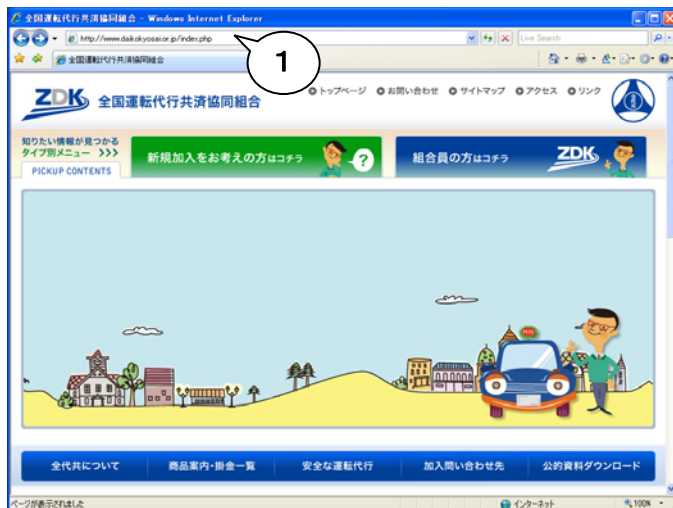 全国運転代行共済協同組合 - Windows Internet Explorer
http://www.daikokyosai.or.jp/index.php
Live Search
全国運転代行共済協同組合
1
ZDK 全国運転代行共済協同組合
トップページ お問い合わせ サイトマップ アクセス リンク
知りたい情報が見つかる
タイプ別メニュー >>>
PICKUP CONTENTS
新規加入をお考えの方はコチラ
?
組合員の方はコチラ
ZDK
全代共について 商品案内・掛金一覧 安全な運転代行 加入問い合わせ先 公的資料ダウンロード
ページが表示されました
インターネット
100%